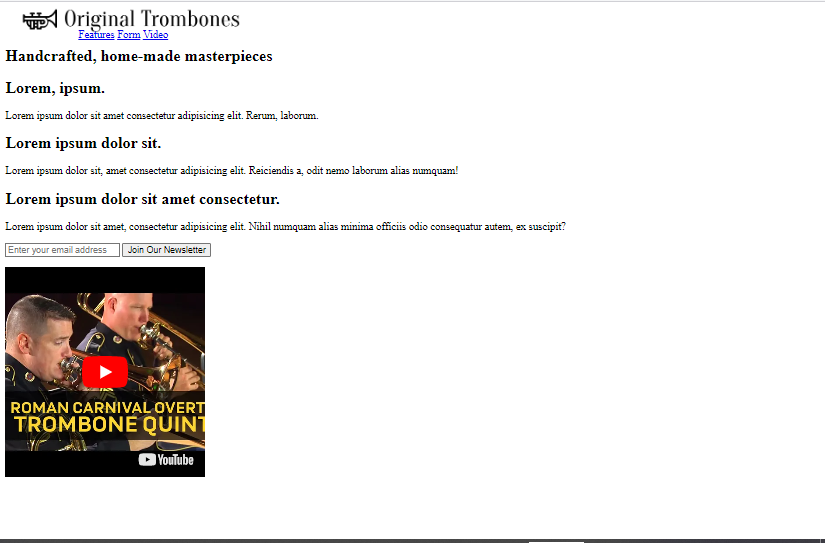 Original Trombones
Features Form Video
Handcrafted, home-made masterpieces
Lorem, ipsum.
Lorem ipsum dolor sit amet consectetur adipisicing elit. Rerum, laborum.
Lorem ipsum dolor sit.
Lorem ipsum dolor sit, amet consectetur adipisicing elit. Reiciendis a, odit nemo laborum alias numquam!
Lorem ipsum dolor sit amet consectetur.
Lorem ipsum dolor sit amet, consectetur adipisicing elit. Nihil numquam alias minima officiis odio consequatur autem, ex suscipit?
Enter your email address Join Our Newsletter
ROMAN CARNIVAL OVERT
TROMBONE QUINT
YouTube